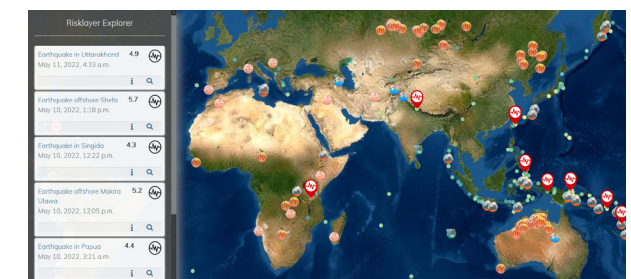 Risklayer Explorer
Earthquake in Uttarakhand 4.9
May 11, 2022, 4:33 a.m.
Earthquake offshore Shefa 5.7
May 10, 2022, 1:18 p.m.
Earthquake in Singida 4.3
May 10, 2022, 12:22 p.m.
Earthquake offshore Makira 5.2
Ulawa
May 10, 2022, 12:05 p.m.
Earthquake in Papua 4.4
May 10, 2022, 3:21 a.m.